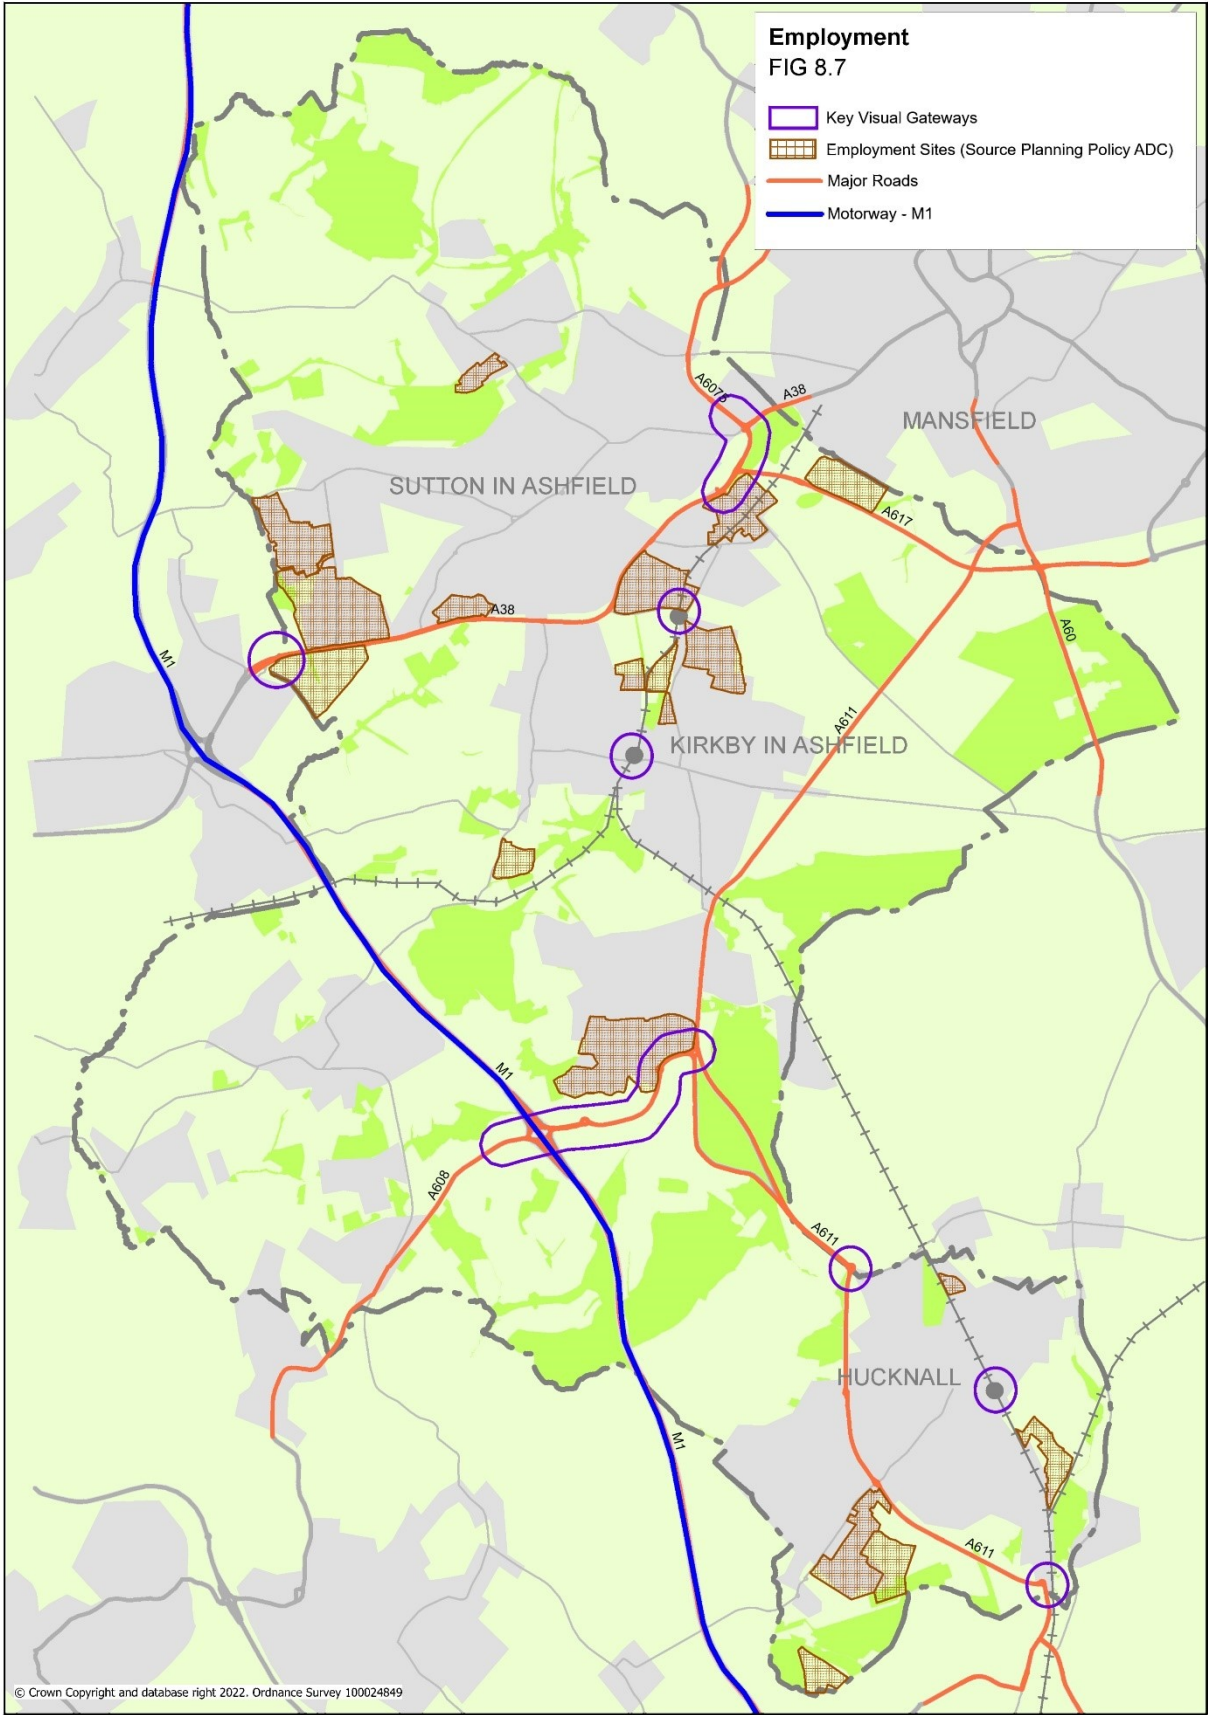 Employment
FIG 8.7
Key Visual Gateways
Employment Sites (Source Planning Policy ADC)
Major Roads
Motorway - M1
A6075
A38
MANSFIELD
SUTTON IN ASHFIELD
A617
A38
A60
M1
A611
KIRKBY IN ASHFIELD
M1
A608
A611
HUCKNALL
M1
A611
© Crown Copyright and database right 2022. Ordnance Survey 100024849